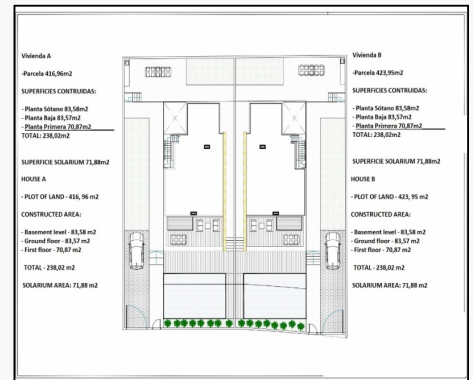 Vivienda A
-Parcela 416,96m2
SUPERFICIES CONTRUIDAS:
- Planta Sótano 83,58m2
- Planta Baja 83,57m2
- Planta Primera 70,87m2
TOTAL: 238,02m2
SUPERFICIE SOLARIUM 71,88m2
HOUSE A
- PLOT OF LAND - 416, 96 m2
CONSTRUCTED AREA:
- Basement level - 83,58 m2
- Ground floor - 83,57 m2
- First floor - 70,87 m2
TOTAL - 238,02 m2
SOLARIUM AREA: 71,88 m2
Vivienda B
-Parcela 423,95m2
SUPERFICIES CONTRUIDAS:
- Planta Sótano 83,58m2
- Planta Baja 83,57m2
- Planta Primera 70,87m2
TOTAL: 238,02m2
SUPERFICIE SOLARIUM 71,88m2
HOUSE B
- PLOT OF LAND - 423, 95 m2
CONSTRUCTED AREA:
- Basement level - 83,58 m2
- Ground floor - 83,57 m2
- First floor - 70,87 m2
TOTAL - 238,02 m2
SOLARIUM AREA: 71,88 m2